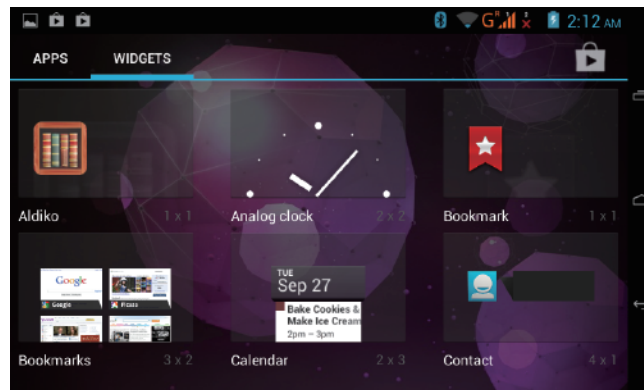 G R 2:12 AM
APPS WIDGETS
Aldiko 1 x 1
Analog clock 2 x 2
Bookmark 1 x 1
Google
Google
Picasa
TUE
Sep 27
Bake Cookies &
Make Ice Cream
2pm – 3pm
Bookmarks 3 x 2
Calendar 2 x 3
Contact 4 x 1